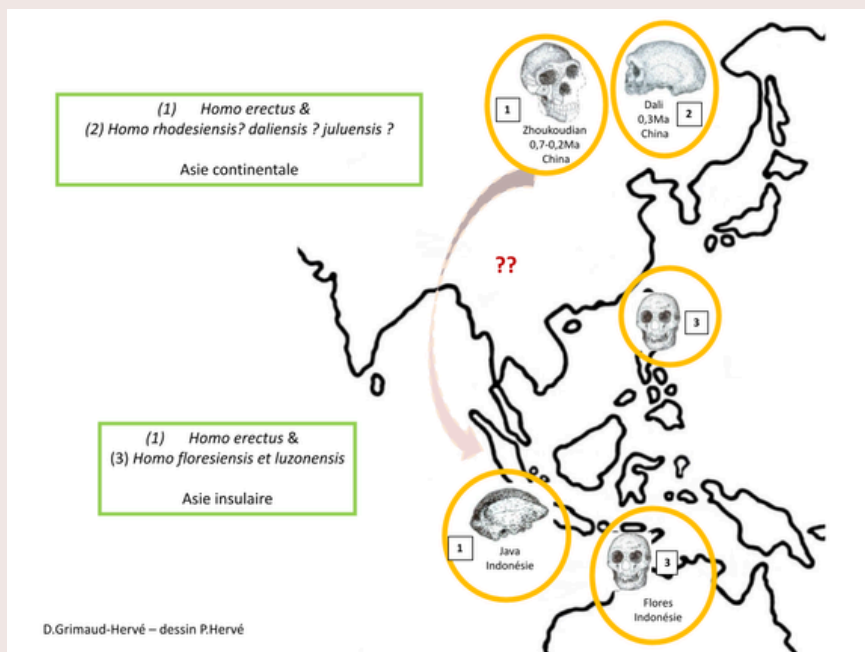 (1) Homo erectus &
(2) Homo rhodesiensis? daliensis ? juluensis ?
Asie continentale
1
Zhoukoudian
0,7-0,2Ma
China
Dali
0,3Ma
China
2
??
3
(1) Homo erectus &
(3) Homo floresiensis et luzonensis
Asie insulaire
1
Java
Indonésie
3
Flores
Indonésie
D.Grimaud-Hervé – dessin P.Hervé